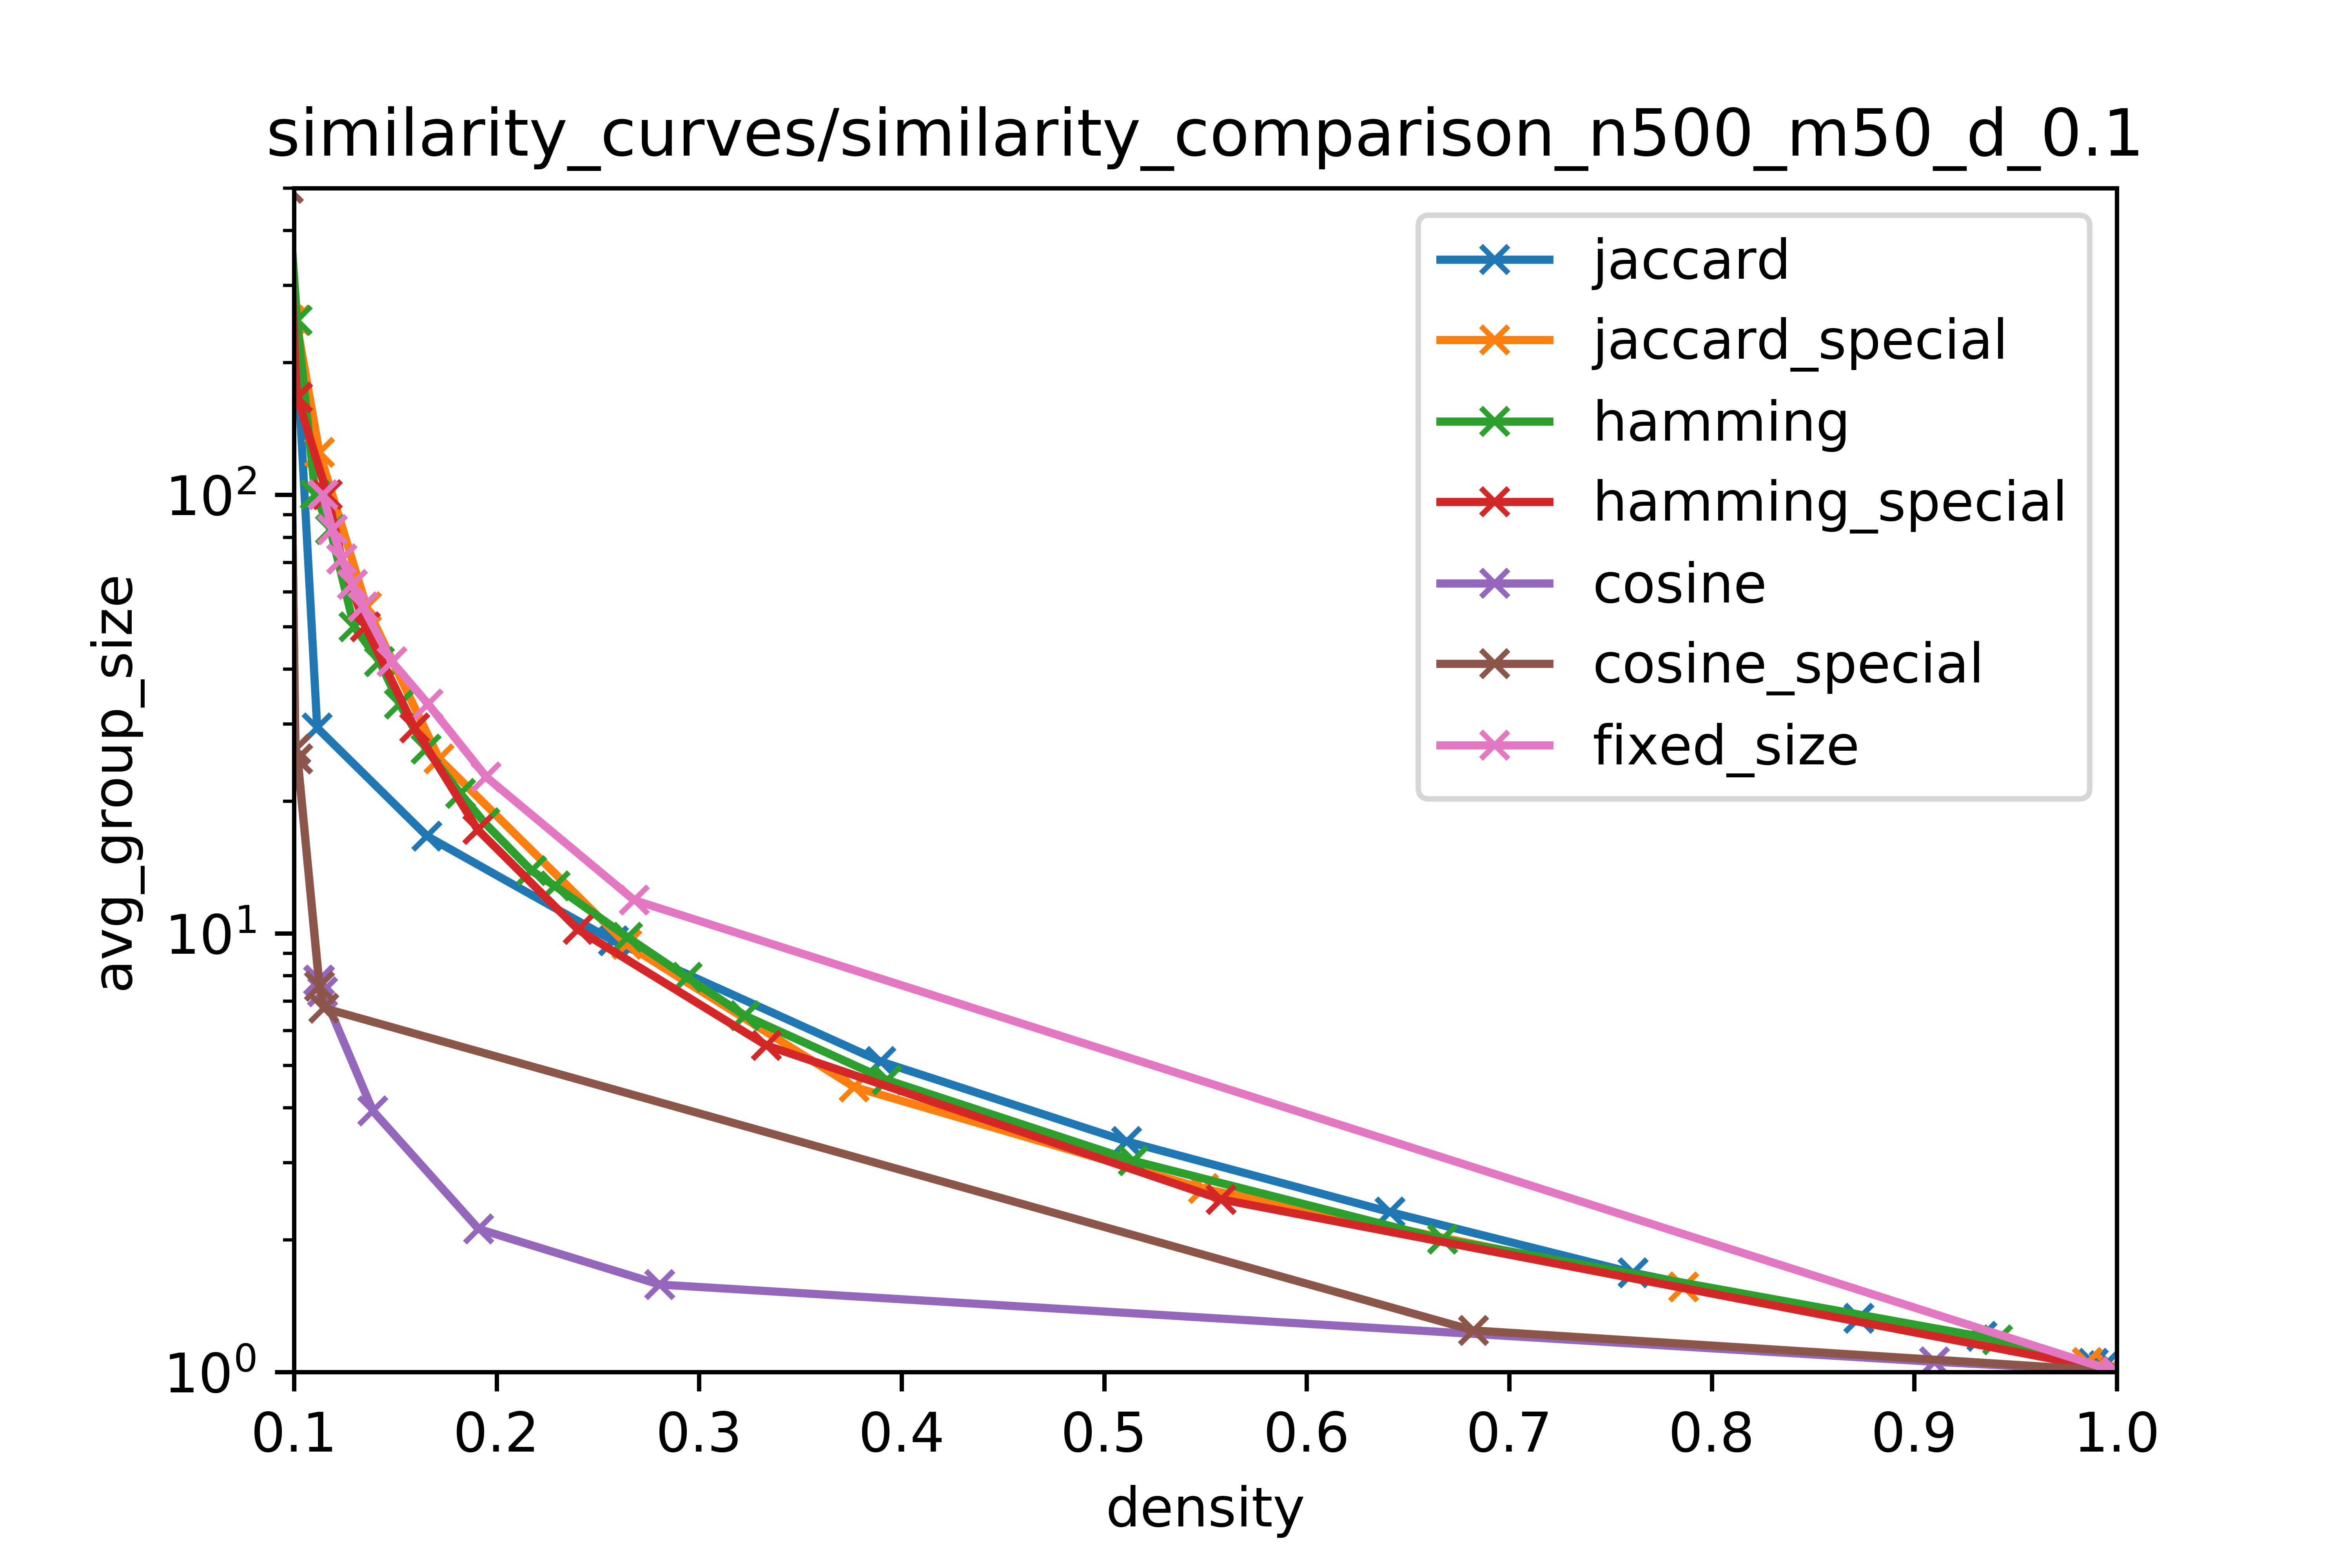 similarity_curves/similarity_comparison_n500_m50_d_0.1
jaccard
jaccard_special
hamming
hamming_special
cosine
cosine_special
fixed_size
avg_group_size
10²
10¹
10⁰
0.1 0.2 0.3 0.4 0.5 0.6 0.7 0.8 0.9 1.0
density